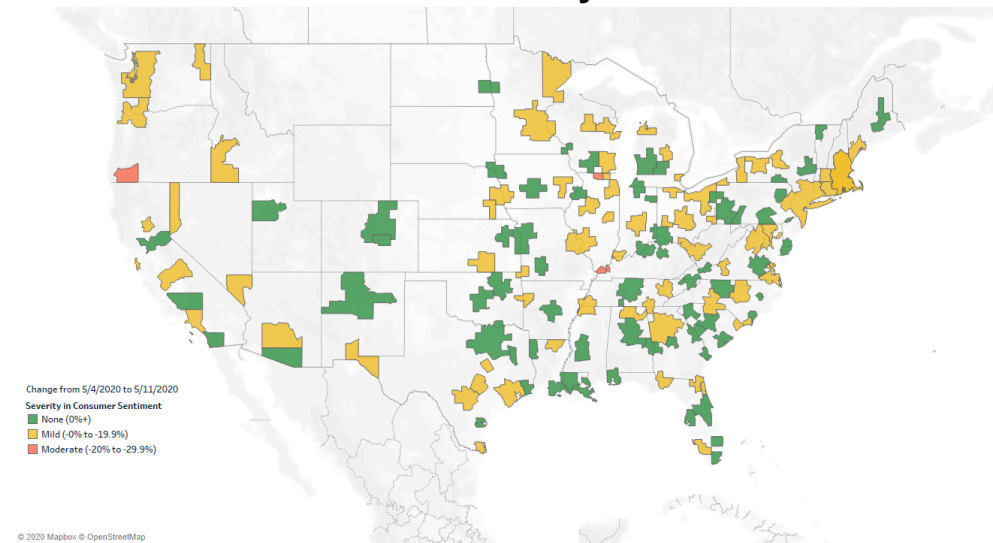 Change from 5/4/2020 to 5/11/2020
Severity in Consumer Sentiment
None (0%+)
Mild (-0% to -19.9%)
Moderate (-20% to -29.9%)
© 2020 Mapbox © OpenStreetMap